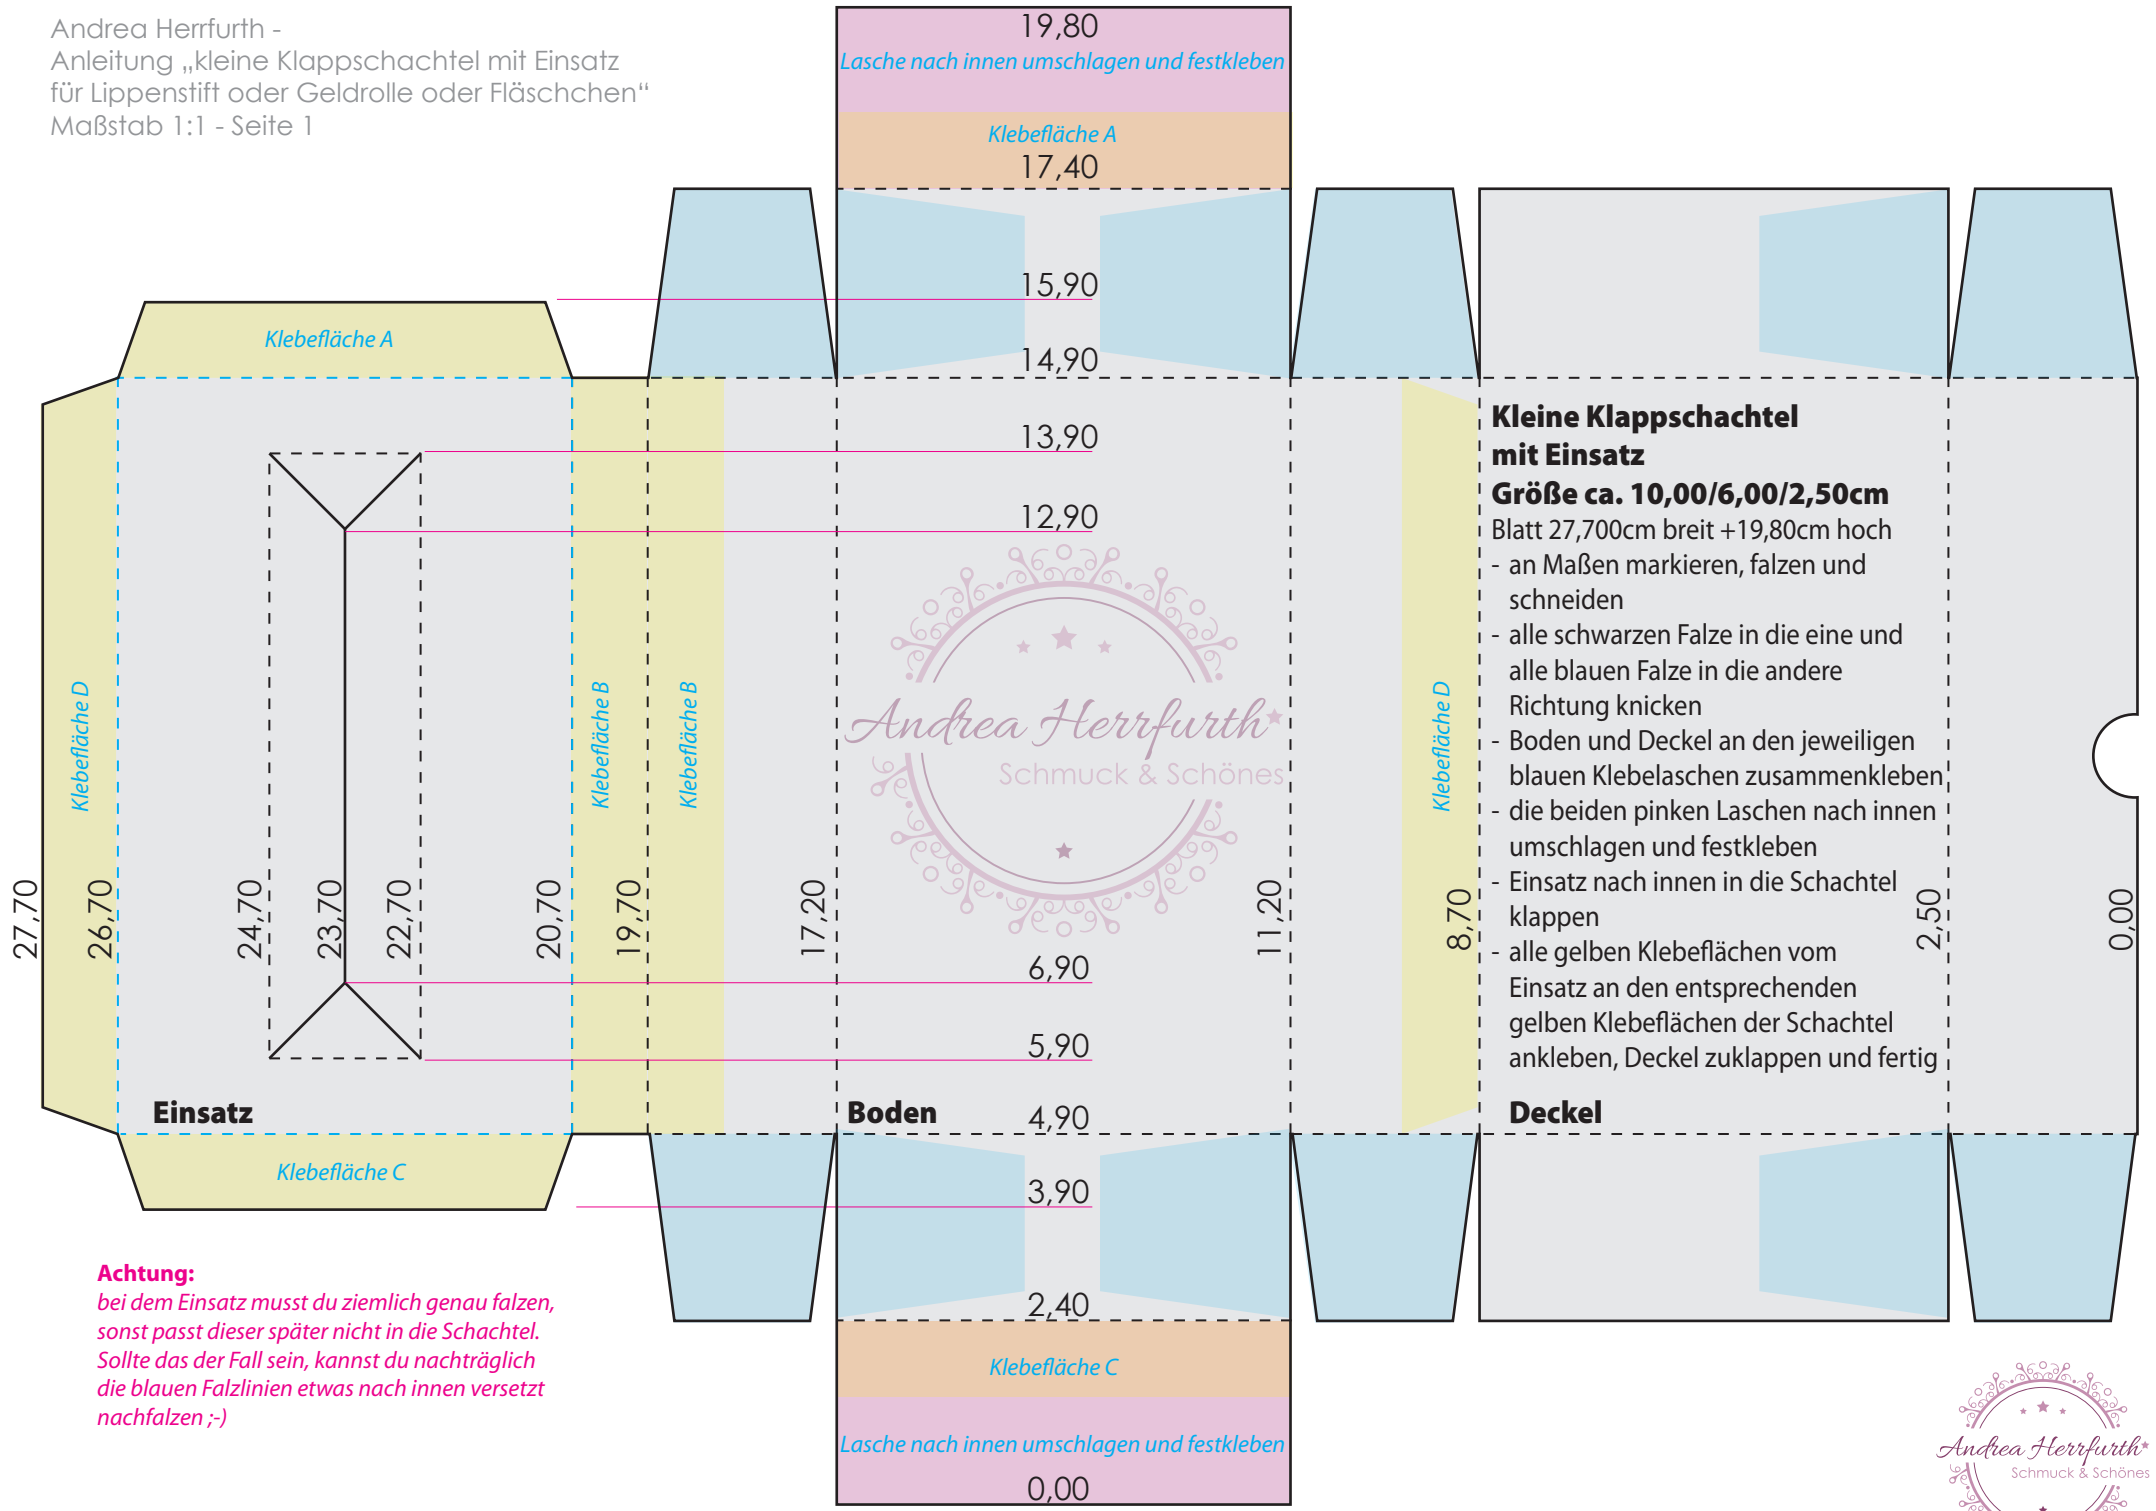 Andrea Herrfurth -
Anleitung „kleine Klappschachtel mit Einsatz
für Lippenstift oder Geldrolle oder Fläschchen“
Maßstab 1:1 - Seite 1
19,80
Lasche nach innen umschlagen und festkleben
Klebefläche A
17,40
15,90
14,90
13,90
12,90
Klebefläche A
Klebefläche D
Klebefläche B
Klebefläche B
Klebefläche D
Andrea Herrfurth
Schmuck & Schönes
Kleine Klappschachtel
mit Einsatz
Größe ca. 10,00/6,00/2,50cm
Blatt 27,700cm breit +19,80cm hoch
- an Maßen markieren, falzen und
schneiden
- alle schwarzen Falze in die eine und
alle blauen Falze in die andere
Richtung knicken
- Boden und Deckel an den jeweiligen
blauen Klebelaschen zusammenkleben
- die beiden pinken Laschen nach innen
umschlagen und festkleben
- Einsatz nach innen in die Schachtel
klappen
- alle gelben Klebeflächen vom
Einsatz an den entsprechenden
gelben Klebeflächen der Schachtel
ankleben, Deckel zuklappen und fertig
27,70
26,70
24,70
23,70
22,70
20,70
19,70
17,20
11,20
8,70
2,50
0,00
6,90
5,90
4,90
Einsatz
Boden
Deckel
Klebefläche C
3,90
2,40
Klebefläche C
Lasche nach innen umschlagen und festkleben
0,00
Achtung:
bei dem Einsatz musst du ziemlich genau falzen,
sonst passt dieser später nicht in die Schachtel.
Sollte das der Fall sein, kannst du nachträglich
die blauen Falzlinien etwas nach innen versetzt
nachfalzen ;-)
Andrea Herrfurth
Schmuck & Schönes